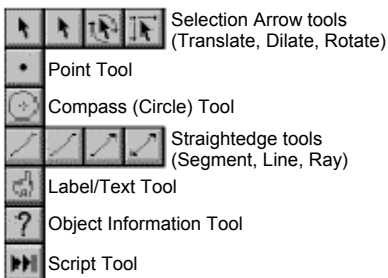 Selection Arrow tools
(Translate, Dilate, Rotate)
Point Tool
Compass (Circle) Tool
Straightedge tools
(Segment, Line, Ray)
Label/Text Tool
?
Object Information Tool
Script Tool